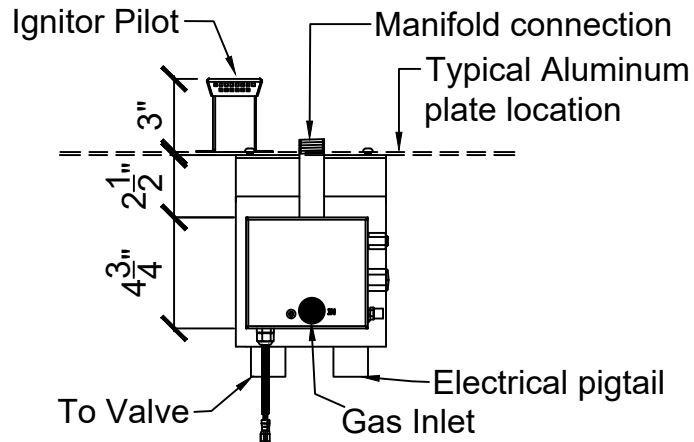 Ignitor Pilot
Manifold connection
Typical Aluminum
plate location
3"
2 1/2"
4 3/4"
IN
To Valve
Gas Inlet
Electrical pigtail